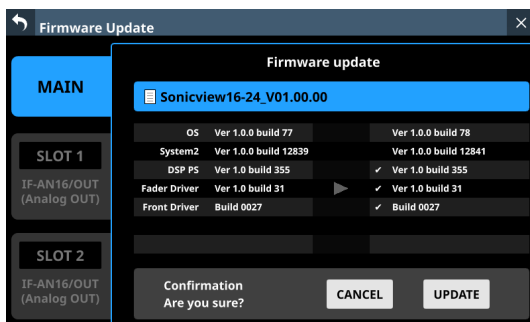 Firmware Update
Firmware update
MAIN
Sonicview16-24_V01.00.00
OS Ver 1.0.0 build 77 Ver 1.0.0 build 78
System2 Ver 1.0.0 build 12839 Ver 1.0.0 build 12841
DSP PS Ver 1.0 build 355 ✔ Ver 1.0 build 355
Fader Driver Ver 1.0 build 31 ✔ Ver 1.0 build 31
Front Driver Build 0027 ✔ Build 0027
SLOT 1
IF-AN16/OUT
(Analog OUT)
SLOT 2
IF-AN16/OUT
(Analog OUT)
Confirmation
Are you sure?
CANCEL
UPDATE